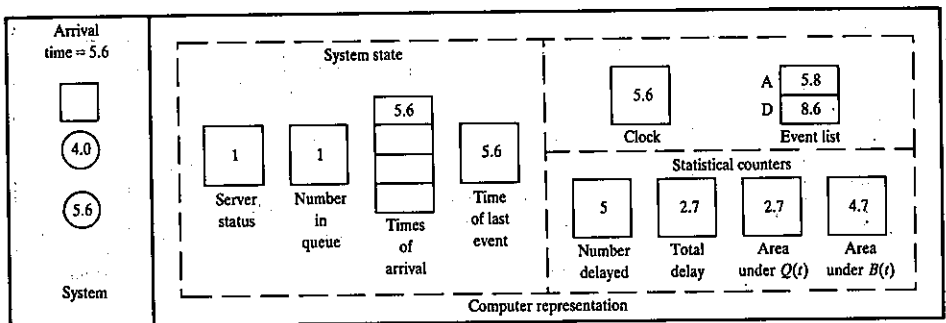 Arrival
time = 5.6
4.0
5.6
System
System state
1
Server
status
1
Number
in
queue
5.6
Times
of
arrival
5.6
Time
of last
event
5.6
Clock
A 5.8
D 8.6
Event list
Statistical counters
5
Number
delayed
2.7
Total
delay
2.7
Area
under Q(t)
4.7
Area
under B(t)
Computer representation